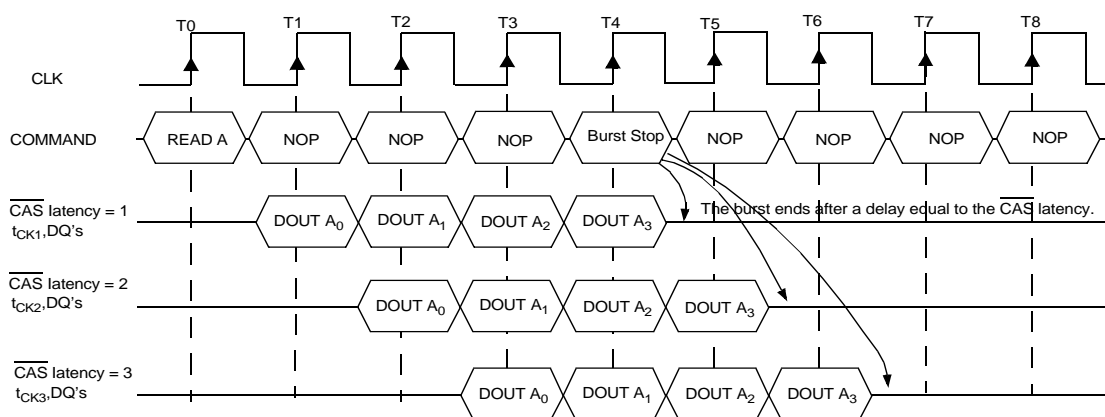 T0 T1 T2 T3 T4 T5 T6 T7 T8
CLK
COMMAND READ A NOP NOP NOP Burst Stop NOP NOP NOP NOP
CAS latency = 1
tCK1,DQ's
DOUT A0 DOUT A1 DOUT A2 DOUT A3
The burst ends after a delay equal to the CAS latency.
CAS latency = 2
tCK2,DQ's
DOUT A0 DOUT A1 DOUT A2 DOUT A3
CAS latency = 3
tCK3,DQ's
DOUT A0 DOUT A1 DOUT A2 DOUT A3